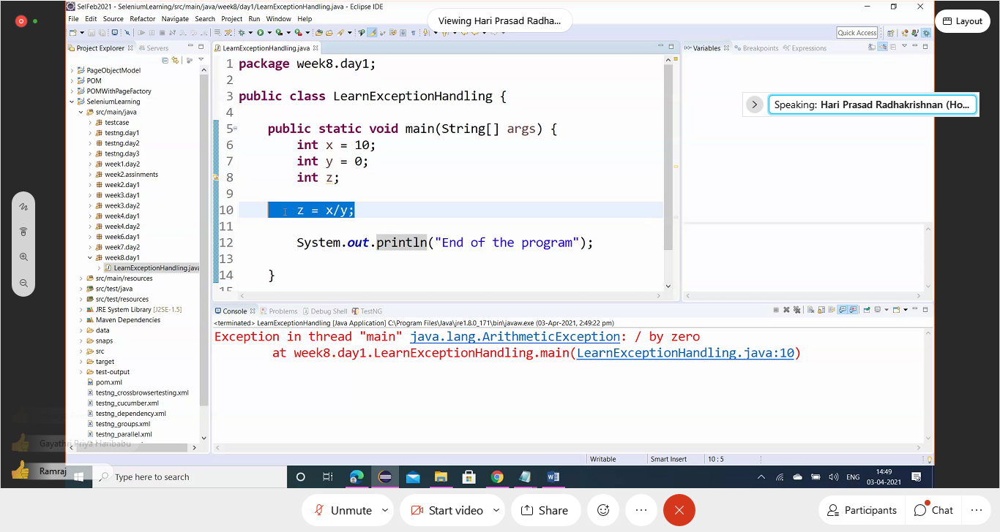 SelFeb2021 - SeleniumLearning/src/main/java/week8/day1/LearnExceptionHandling.java - Eclipse IDE
Viewing Hari Prasad Radha...
Layout
File Edit Source Refactor Navigate Search Project Run Window Help
Quick Access
Project Explorer Servers
LearnExceptionHandling.java
Variables Breakpoints Expressions
PageObjectModel
POM
POMWithPageFactory
SeleniumLearning
src/main/java
testcase
testng.day1
testng.day2
testng.day3
week1.day2
week2.assinments
week2.day1
week3.day1
week3.day2
week4.day1
week4.day2
week6.day1
week7.day2
week8.day1
LearnExceptionHandling.java
src/main/resources
src/test/java
src/test/resources
JRE System Library [J2SE-1.5]
Maven Dependencies
data
snaps
src
target
test-output
pom.xml
testng_crossbrowsertesting.xml
testng_cucumber.xml
testng_dependency.xml
testng_groups.xml
testng_parallel.xml
1 package week8.day1;
2
3 public class LearnExceptionHandling {
4
5 public static void main(String[] args) {
6 int x = 10;
7 int y = 0;
8 int z;
9
10 z = x/y;
11
12 System.out.println("End of the program");
13
14 }
15
Speaking: Hari Prasad Radhakrishnan (Ho...
Console Problems Debug Shell TestNG
<terminated> LearnExceptionHandling [Java Application] C:\Program Files\Java\jre1.8.0_171\bin\javaw.exe (03-Apr-2021, 2:49:22 pm)
Exception in thread "main" java.lang.ArithmeticException: / by zero
at week8.day1.LearnExceptionHandling.main(LearnExceptionHandling.java:10)
Gayathri Priya Haribabu
Ramraj
Writable Smart Insert 10 : 5
Type here to search
ENG
14:49
03-04-2021
Unmute Start video Share
Participants Chat